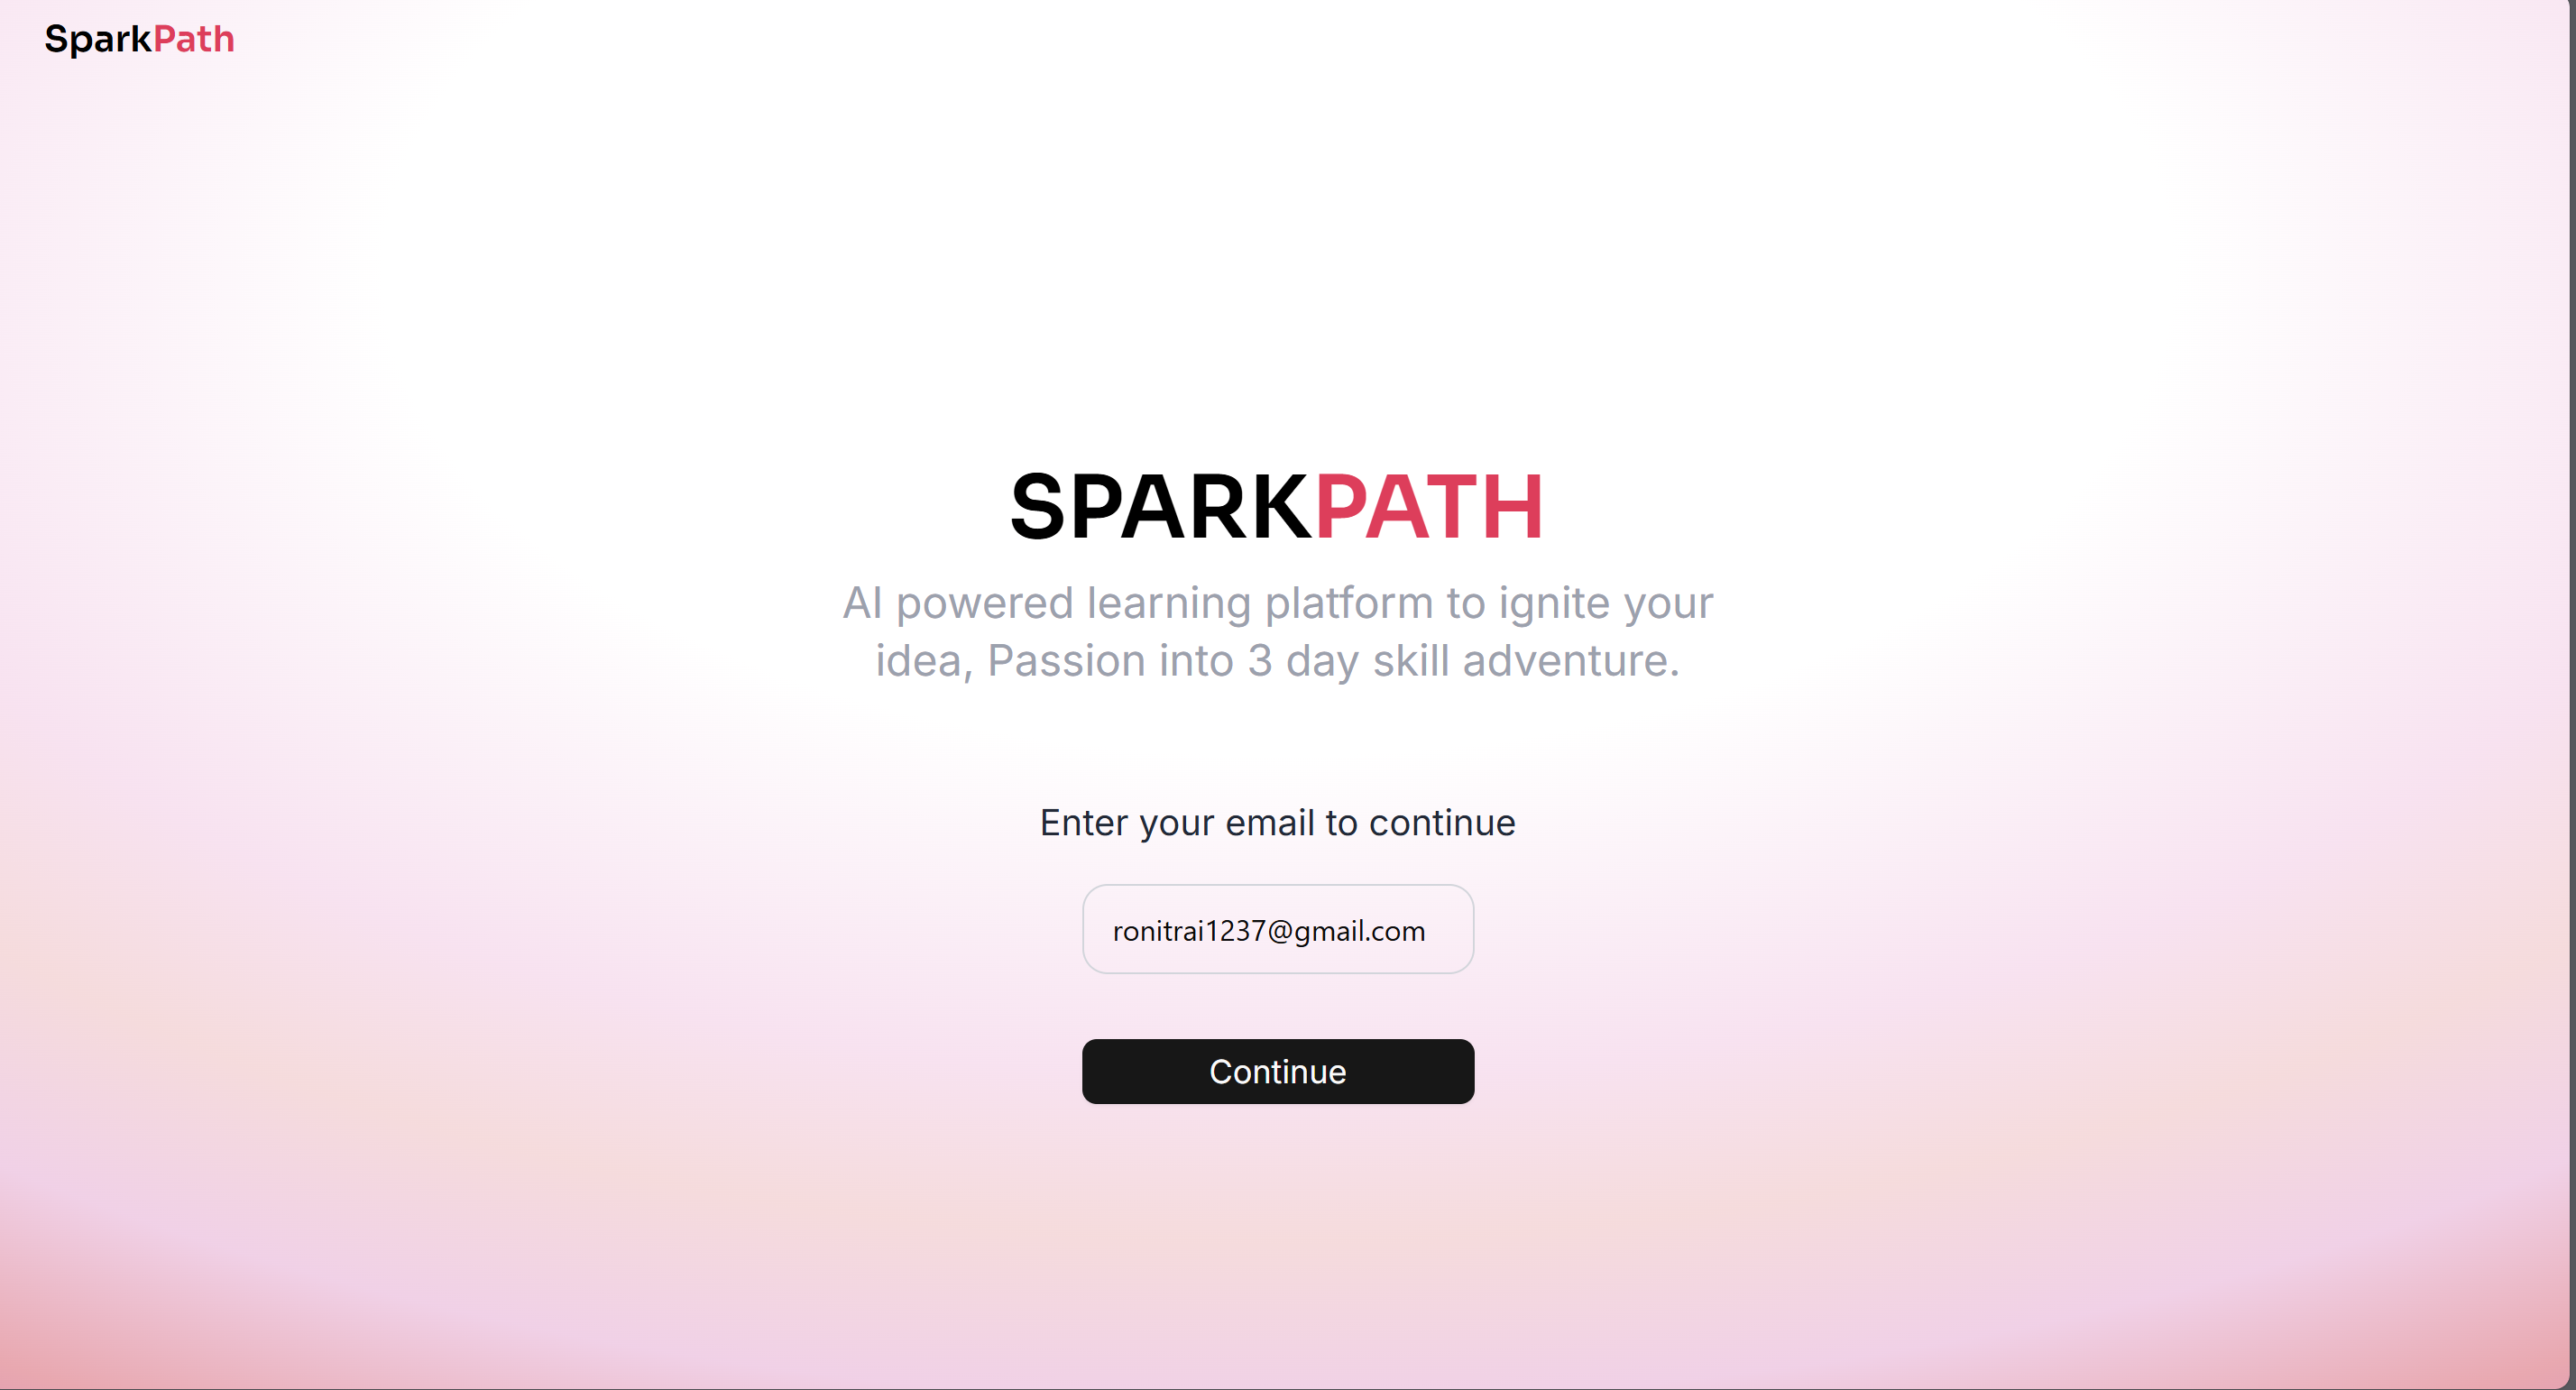 SparkPath
SPARKPATH
AI powered learning platform to ignite your
idea, Passion into 3 day skill adventure.
Enter your email to continue
ronitrai1237@gmail.com
Continue